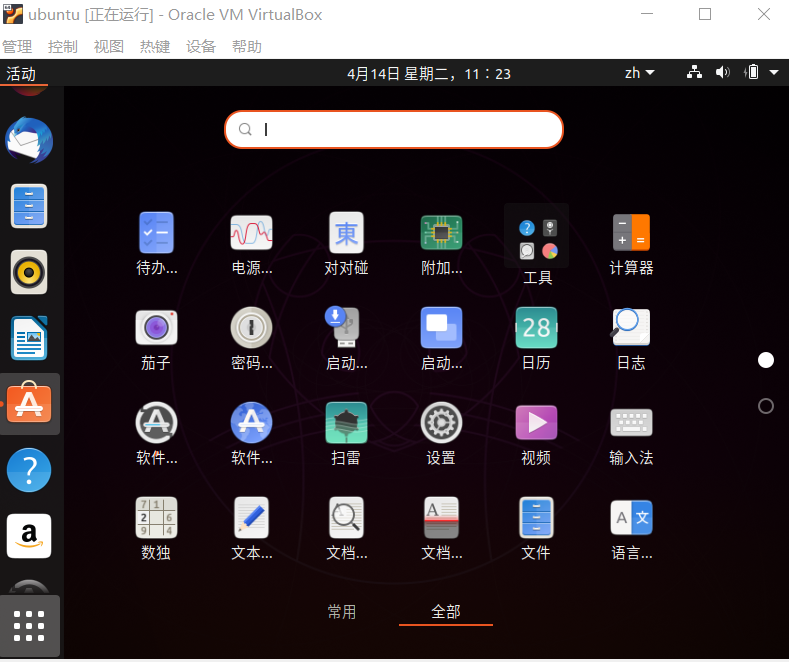 ubuntu [正在运行] - Oracle VM VirtualBox
管理 控制 视图 热键 设备 帮助
活动 4月14日 星期二，11：23 zh
待办... 电源... 对对碰 附加... 工具 计算器
茄子 密码... 启动... 启动... 日历 日志
软件... 软件... 扫雷 设置 视频 输入法
数独 文本... 文档... 文档... 文件 语言...
常用 全部